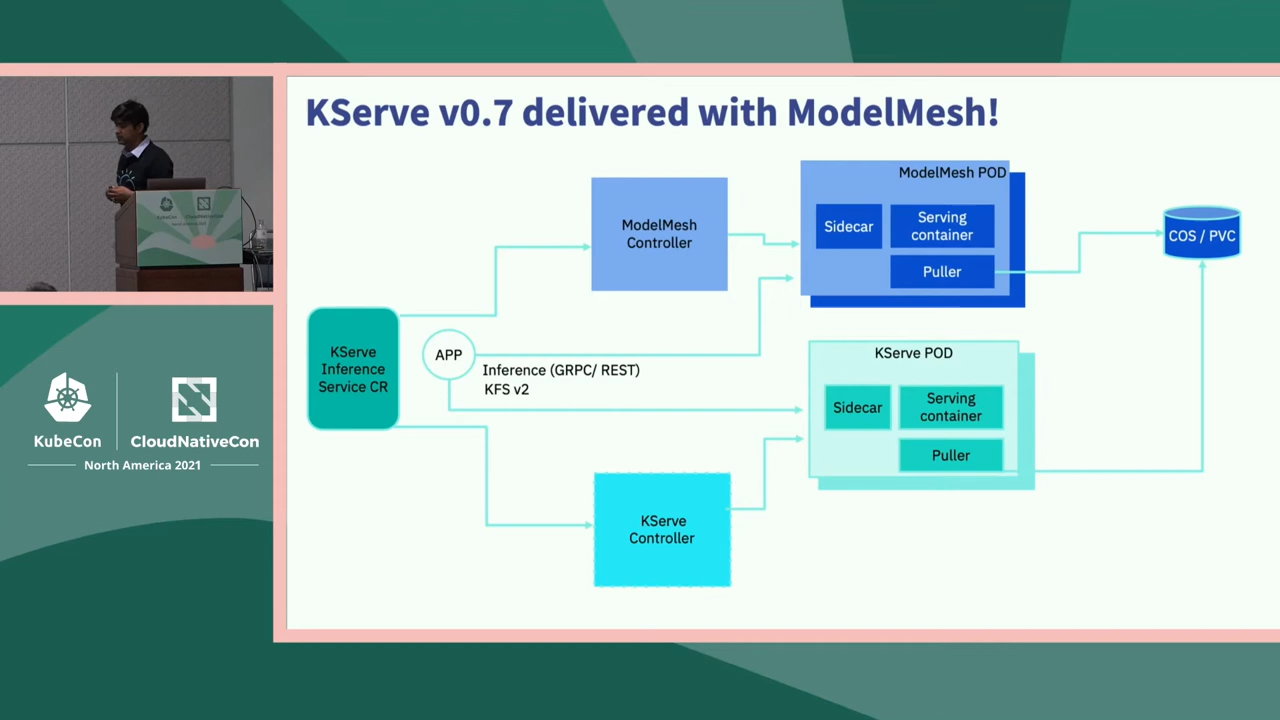 KServe v0.7 delivered with ModelMesh!
ModelMesh
Controller
ModelMesh POD
Sidecar
Serving
container
Puller
COS / PVC
KServe
Inference
Service CR
APP
Inference (GRPC/ REST)
KFS v2
KServe POD
Sidecar
Serving
container
Puller
KServe
Controller
KubeCon
CloudNativeCon
North America 2021
KubeCon
CloudNativeCon